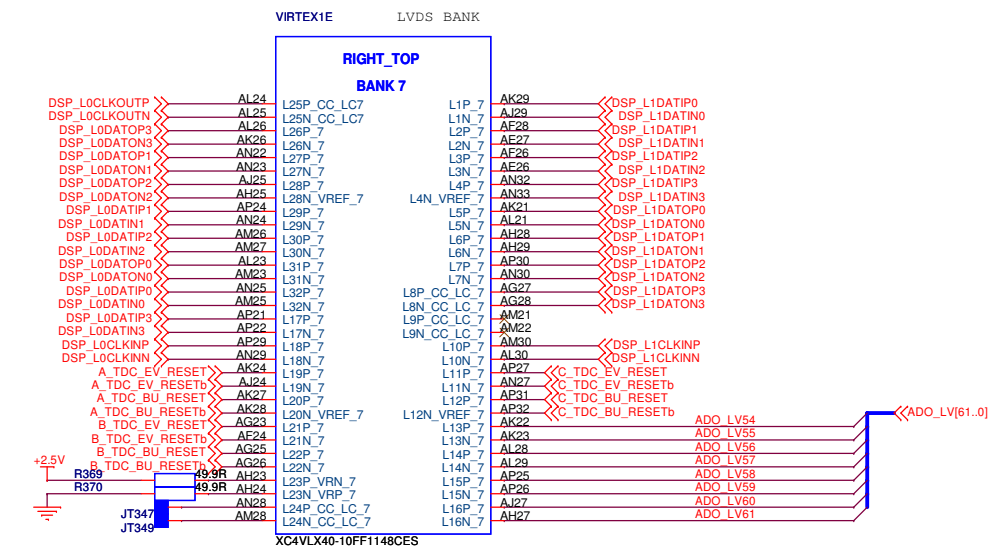 VIRTEX1E LVDS BANK
RIGHT_TOP
BANK 7
DSP_L0CLKOUTP AL24 L25P_CC_LC7 L1P_7 AK29 DSP_L1DATIP0
DSP_L0CLKOUTN AL25 L25N_CC_LC7 L1N_7 AJ29 DSP_L1DATIN0
DSP_L0DATOP3 AL26 L26P_7 L2P_7 AF28 DSP_L1DATIP1
DSP_L0DATON3 AK26 L26N_7 L2N_7 AE27 DSP_L1DATIN1
DSP_L0DATOP1 AN22 L27P_7 L3P_7 AF26 DSP_L1DATIP2
DSP_L0DATON1 AN23 L27N_7 L3N_7 AE26 DSP_L1DATIN2
DSP_L0DATOP2 AJ25 L28P_7 L4P_7 AN32 DSP_L1DATIP3
DSP_L0DATON2 AH25 L28N_VREF_7 L4N_VREF_7 AN33 DSP_L1DATIN3
DSP_L0DATIP1 AP24 L29P_7 L5P_7 AK21 DSP_L1DATOP0
DSP_L0DATIN1 AN24 L29N_7 L5N_7 AL21 DSP_L1DATON0
DSP_L0DATIP2 AM26 L30P_7 L6P_7 AH28 DSP_L1DATOP1
DSP_L0DATIN2 AM27 L30N_7 L6N_7 AH29 DSP_L1DATON1
DSP_L0DATOP0 AL23 L31P_7 L7P_7 AP30 DSP_L1DATOP2
DSP_L0DATON0 AM23 L31N_7 L7N_7 AN30 DSP_L1DATON2
DSP_L0DATIP0 AN25 L32P_7 L8P_CC_LC_7 AG27 DSP_L1DATOP3
DSP_L0DATIN0 AM25 L32N_7 L8N_CC_LC_7 AG28 DSP_L1DATON3
DSP_L0DATIP3 AP21 L17P_7 L9P_CC_LC_7 AM21
DSP_L0DATIN3 AP22 L17N_7 L9N_CC_LC_7 AM22
DSP_L0CLKINP AP29 L18P_7 L10P_7 AM30 DSP_L1CLKINP
DSP_L0CLKINN AN29 L18N_7 L10N_7 AL30 DSP_L1CLKINN
A_TDC_EV_RESET AK24 L19P_7 L11P_7 AP27 C_TDC_EV_RESET
A_TDC_EV_RESETb AJ24 L19N_7 L11N_7 AN27 C_TDC_EV_RESETb
A_TDC_BU_RESET AK27 L20P_7 L12P_7 AP31 C_TDC_BU_RESET
A_TDC_BU_RESETb AK28 L20N_VREF_7 L12N_VREF_7 AP32 C_TDC_BU_RESETb ADO_LV[61..0]
B_TDC_EV_RESET AG23 L21P_7 L13P_7 AK22 ADO_LV54
B_TDC_EV_RESETb AF24 L21N_7 L13N_7 AK23 ADO_LV55
B_TDC_BU_RESET AG25 L22P_7 L14P_7 AL28 ADO_LV56
+2.5V B_TDC_BU_RESETb AG26 L22N_7 L14N_7 AL29 ADO_LV57
R369 49.9R AH23 L23P_VRN_7 L15P_7 AP25 ADO_LV58
R370 49.9R AH24 L23N_VRP_7 L15N_7 AP26 ADO_LV59
JT347 AN28 L24P_CC_LC_7 L16P_7 AJ27 ADO_LV60
JT349 AM28 L24N_CC_LC_7 L16N_7 AH27 ADO_LV61
XC4VLX40-10FF1148CES